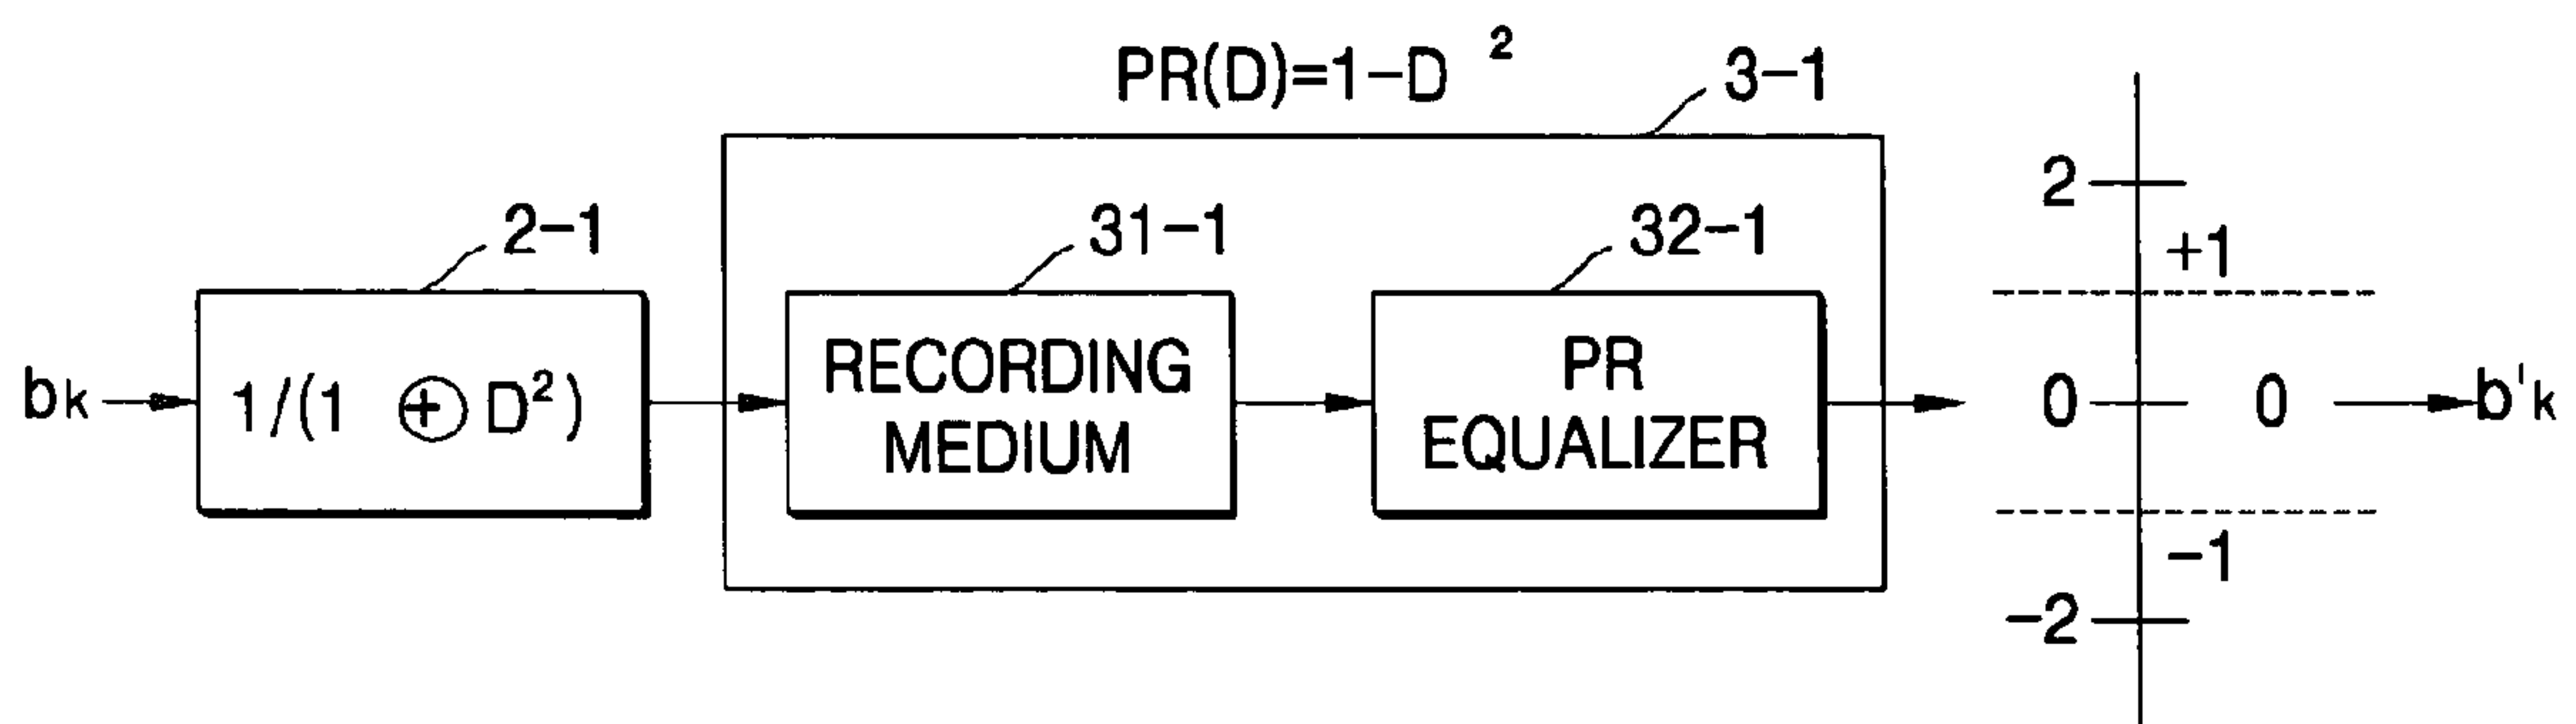 PR(D)=1-D²
3-1
2-1
31-1
32-1
bk
1/(1 ⊕ D²)
RECORDING
MEDIUM
PR
EQUALIZER
2
+1
0
0
b'k
-1
-2